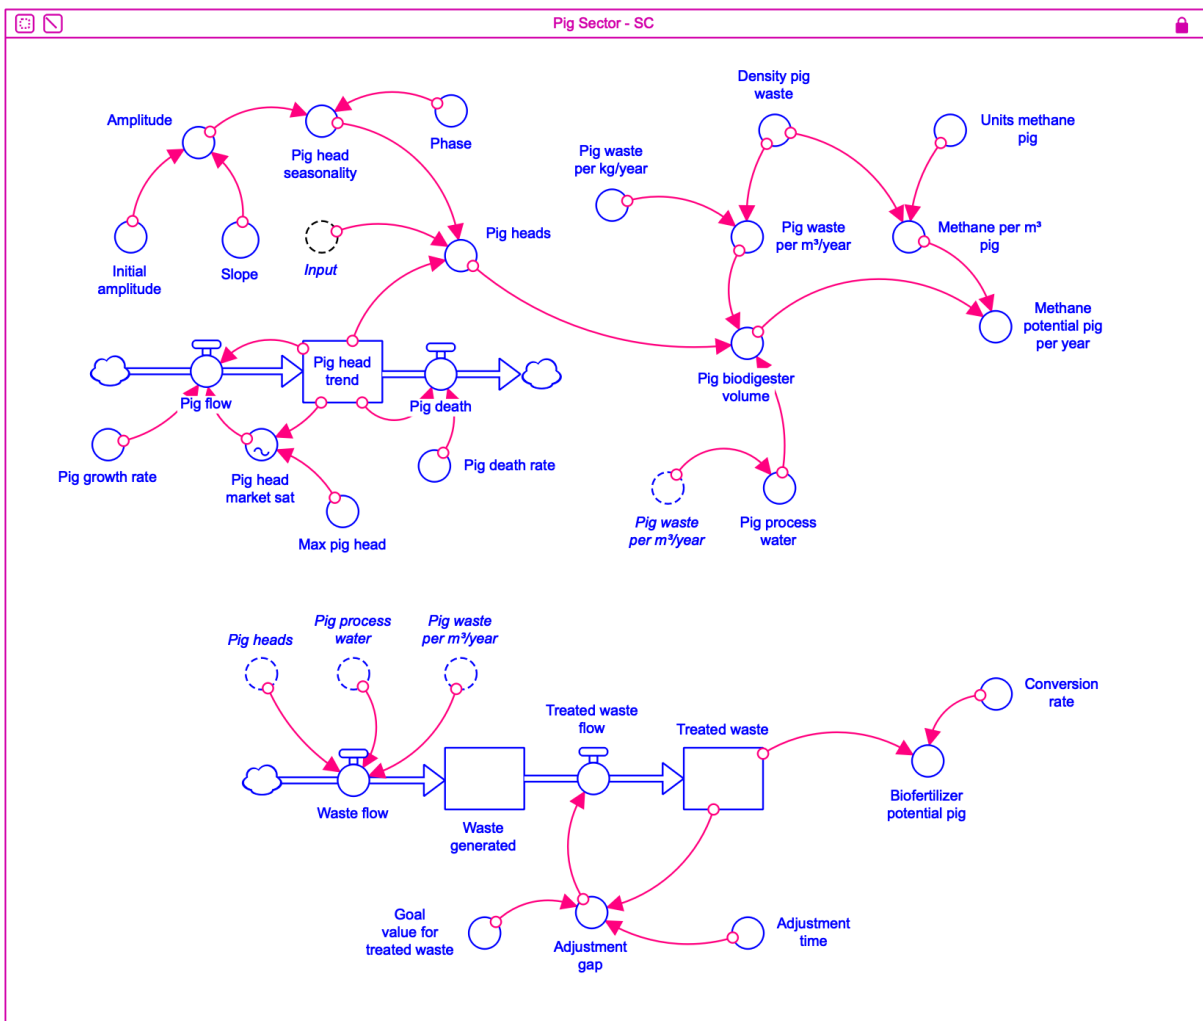 Pig Sector - SC
Density pig
waste
Amplitude
Phase
Units methane
pig
Pig head
seasonality
Pig waste
per kg/year
Pig heads
Pig waste
per m³/year
Methane per m³
pig
Initial
amplitude
Slope
Input
Methane
potential pig
per year
Pig head
trend
Pig biodigester
volume
Pig flow
Pig death
Pig growth rate
Pig head
market sat
Pig death rate
Max pig head
Pig waste
per m³/year
Pig process
water
Pig heads
Pig process
water
Pig waste
per m³/year
Conversion
rate
Treated waste
flow
Treated waste
Waste flow
Waste
generated
Biofertilizer
potential pig
Goal
value for
treated waste
Adjustment
gap
Adjustment
time